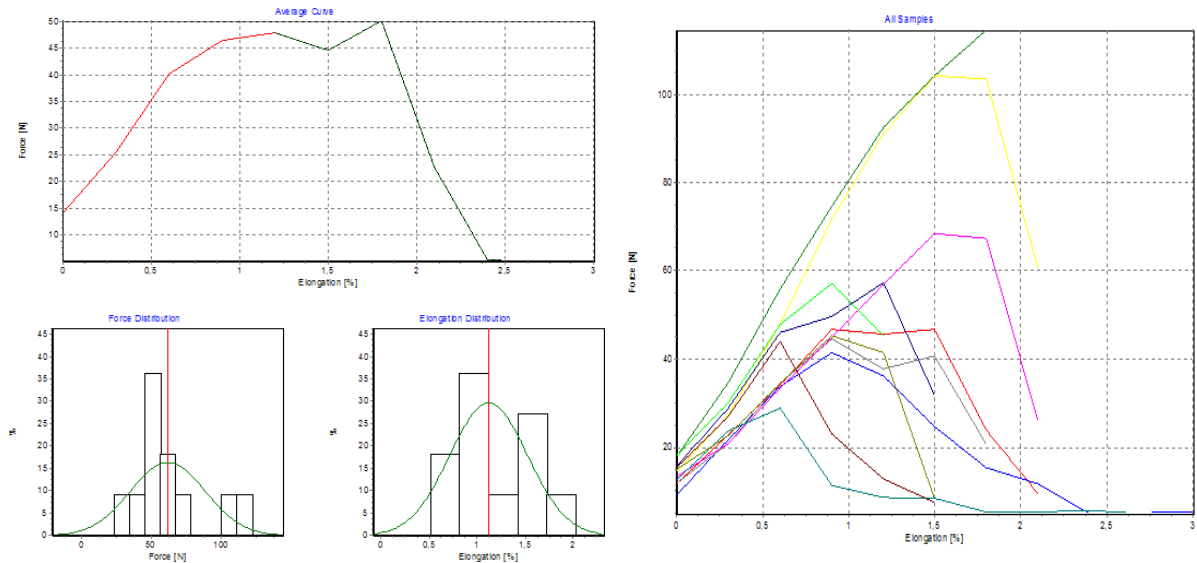 Average Curve
50
45
40
35
30
25
20
15
10
Force [N]
0 0,5 1 1,5 2 2,5 3
Elongation [%]
Force Distribution
45
40
35
30
25
20
15
10
5
0
%
0 50 100
Force [N]
Elongation Distribution
45
40
35
30
25
20
15
10
5
0
%
0 0,5 1 1,5 2
Elongation [%]
All Samples
100
80
60
40
20
Force [N]
0 0,5 1 1,5 2 2,5 3
Elongation [%]